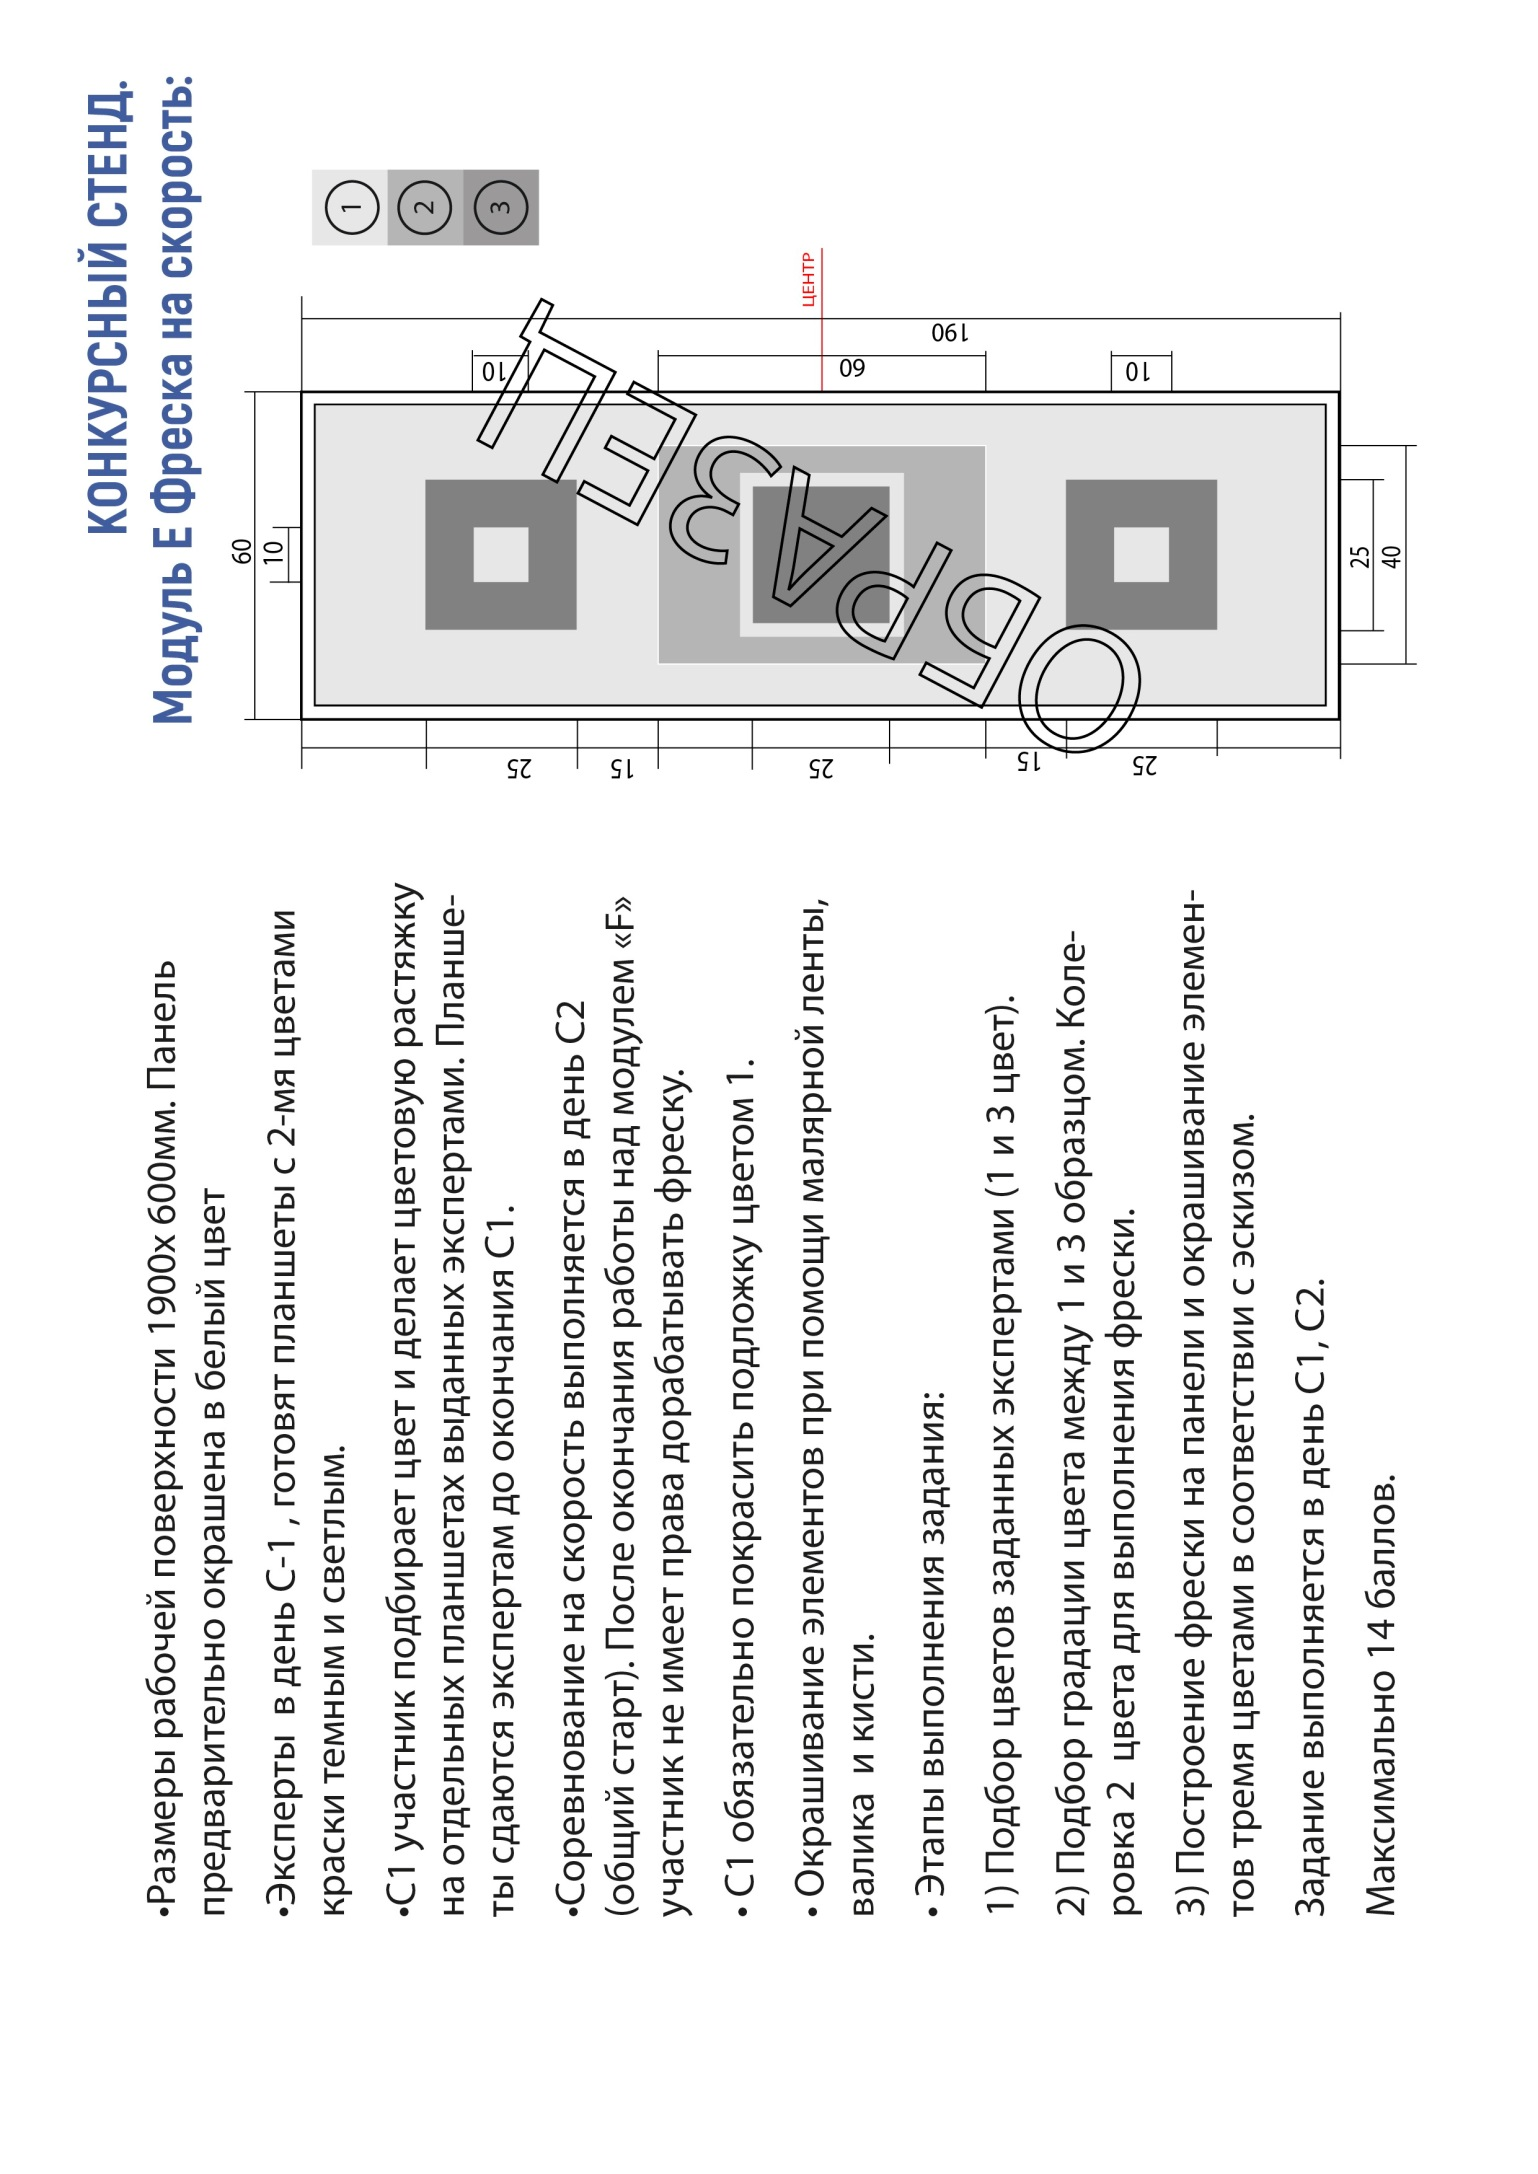 КОНКУРСНЫЙ СТЕНД.
Модуль Е Фреска на скорость:
•Размеры рабочей поверхности 1900х 600мм. Панель
предварительно окрашена в белый цвет
•Эксперты в день С-1 , готовят планшеты с 2-мя цветами
краски темным и светлым.
•С1 участник подбирает цвет и делает цветовую растяжку
на отдельных планшетах выданных экспертами. Планше-
ты сдаются экспертам до окончания С1.
•Соревнование на скорость выполняется в день С2
(общий старт). После окончания работы над модулем «F»
участник не имеет права дорабатывать фреску.
• С1 обязательно покрасить подложку цветом 1.
• Окрашивание элементов при помощи малярной ленты,
валика и кисти.
• Этапы выполнения задания:
1) Подбор цветов заданных экспертами (1 и 3 цвет).
2) Подбор градации цвета между 1 и 3 образцом. Коле-
ровка 2 цвета для выполнения фрески.
3) Построение фрески на панели и окрашивание элемен-
тов тремя цветами в соответствии с эскизом.
Задание выполняется в день С1, С2.
Максимально 14 баллов.
60
10
25
15
25
15
25
ОБРАЗЕЦ
10
60
10
190
ЦЕНТР
25
40
1
2
3